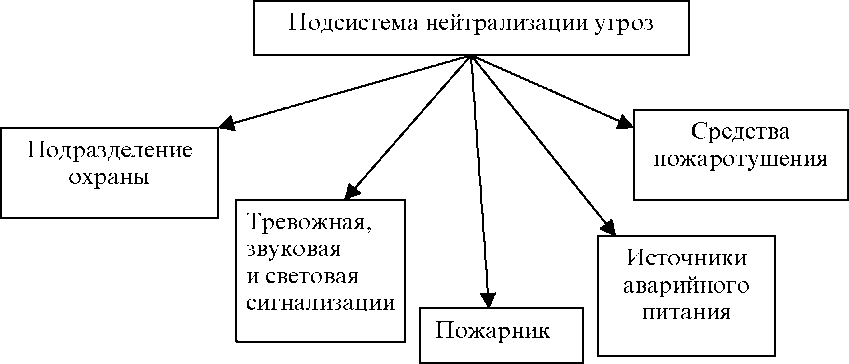 Подсистема нейтрализации угроз
Подразделение
охраны
Тревожная,
звуковая
и световая
сигнализации
Пожарник
Источники
аварийного
питания
Средства
пожаротушения